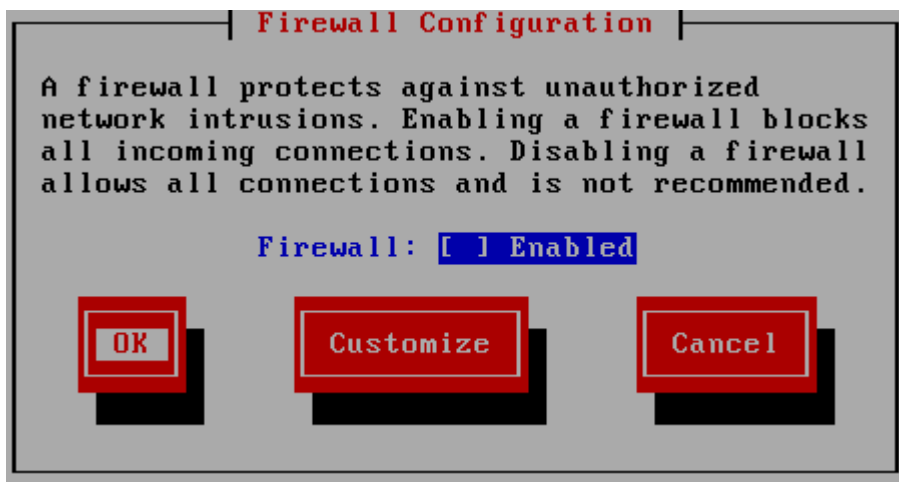 Firewall Configuration
A firewall protects against unauthorized
network intrusions. Enabling a firewall blocks
all incoming connections. Disabling a firewall
allows all connections and is not recommended.
Firewall: [ ] Enabled
OK Customize Cancel